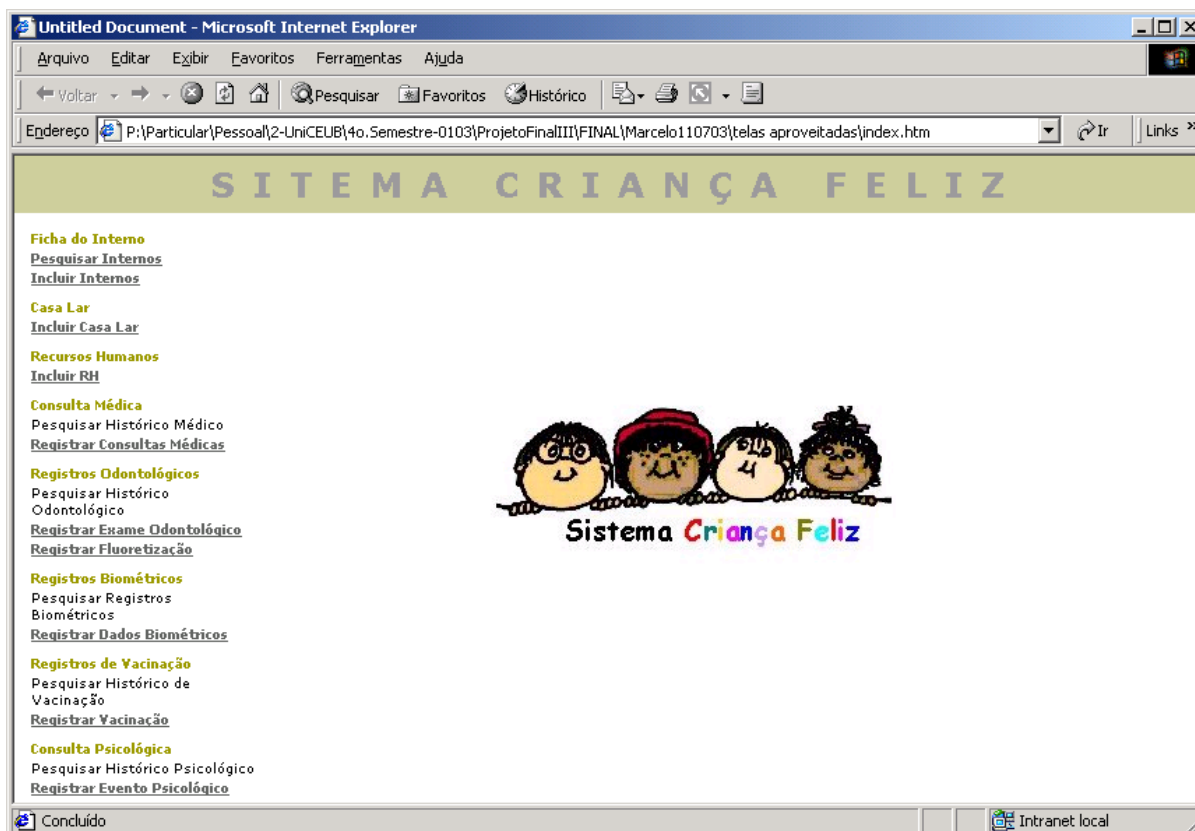 Untitled Document - Microsoft Internet Explorer
Arquivo Editar Exibir Favoritos Ferramentas Ajuda
Voltar Pesquisar Favoritos Histórico
Endereço P:\Particular\Pessoal\2-UniCEUB\4o.Semestre-0103\ProjetoFinalIII\FINAL\Marcelo110703\telas aproveitadas\index.htm Ir Links »
SITEMA CRIANÇA FELIZ
Ficha do Interno
Pesquisar Internos
Incluir Internos
Casa Lar
Incluir Casa Lar
Recursos Humanos
Incluir RH
Consulta Médica
Pesquisar Histórico Médico
Registrar Consultas Médicas
Registros Odontológicos
Pesquisar Histórico
Odontológico
Registrar Exame Odontológico
Registrar Fluoretização
Registros Biométricos
Pesquisar Registros
Biométricos
Registrar Dados Biométricos
Registros de Vacinação
Pesquisar Histórico de
Vacinação
Registrar Vacinação
Consulta Psicológica
Pesquisar Histórico Psicológico
Registrar Evento Psicológico
Sistema Criança Feliz
Concluído Intranet local